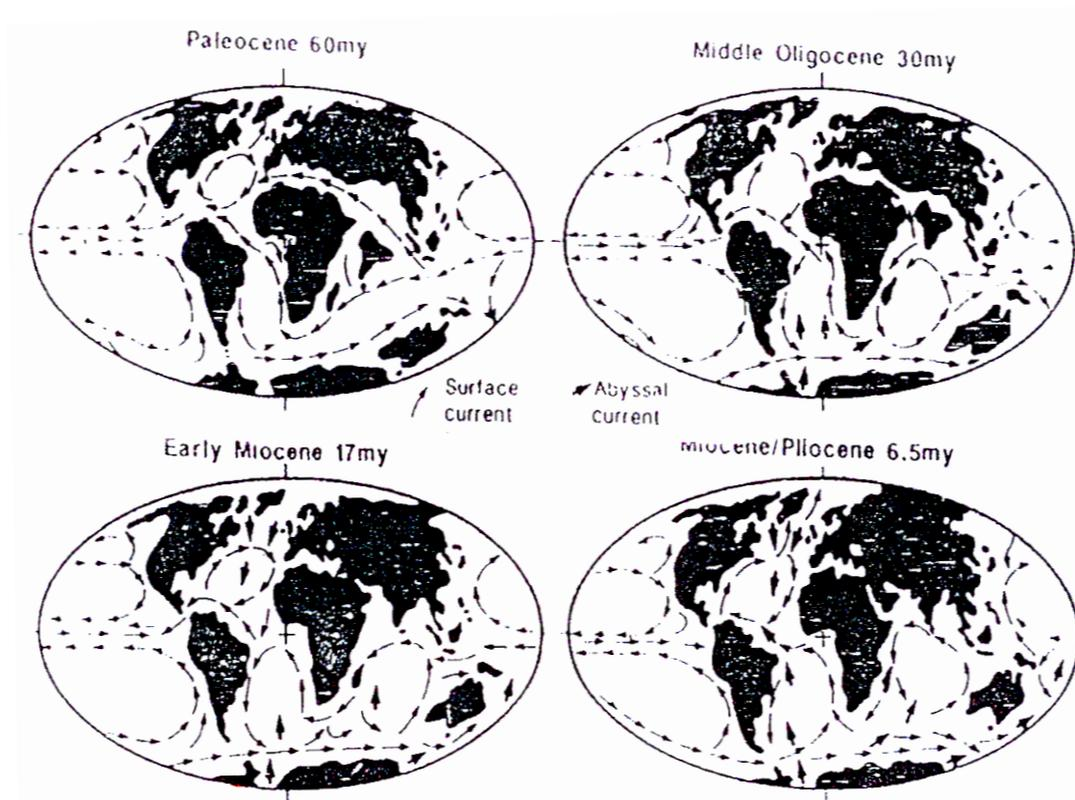 Paleocene 60my
Middle Oligocene 30my
Surface
current
Abyssal
current
Early Miocene 17my
Miocene/Pliocene 6.5my